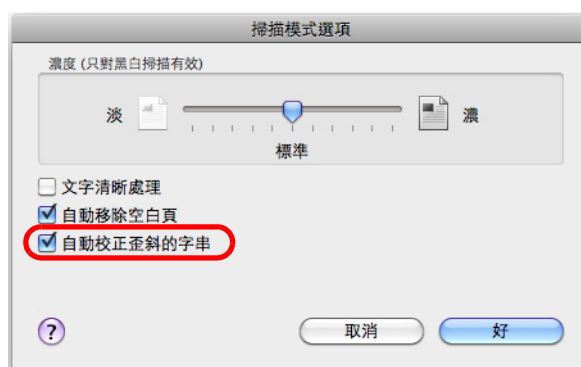 掃描模式選項
濃度 (只對黑白掃描有效)
淡 濃
標準
文字清晰處理
自動移除空白頁
自動校正歪斜的字串
? 取消 好